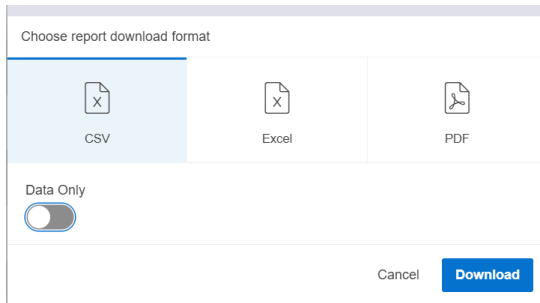 Choose report download format
CSV
Excel
PDF
Data Only
Cancel
Download